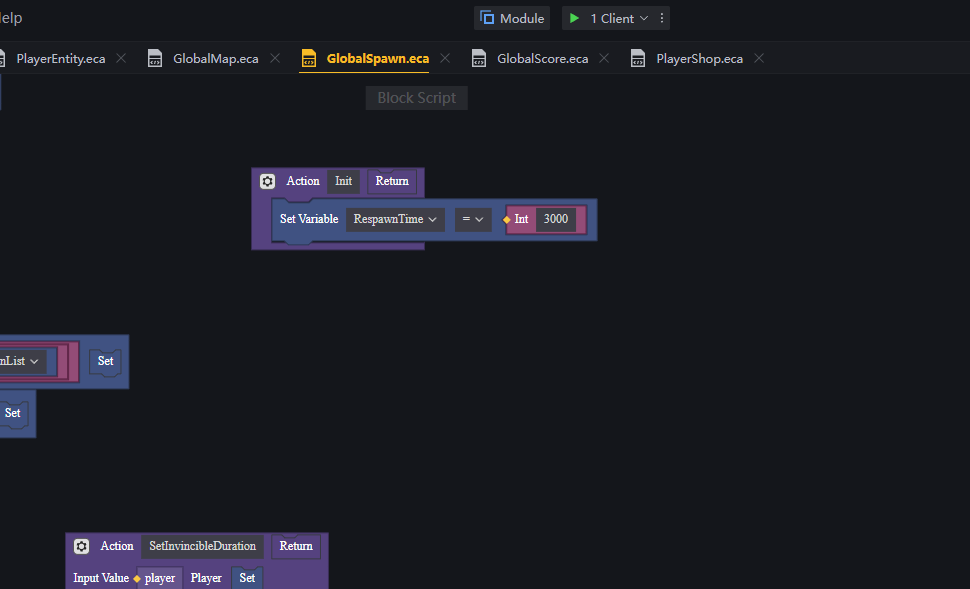 elp
Module
1 Client
PlayerEntity.eca
GlobalMap.eca
GlobalSpawn.eca
GlobalScore.eca
PlayerShop.eca
Block Script
Action Init Return
Set Variable RespawnTime = Int 3000
nList Set
Set
Action SetInvincibleDuration Return
Input Value player Player Set